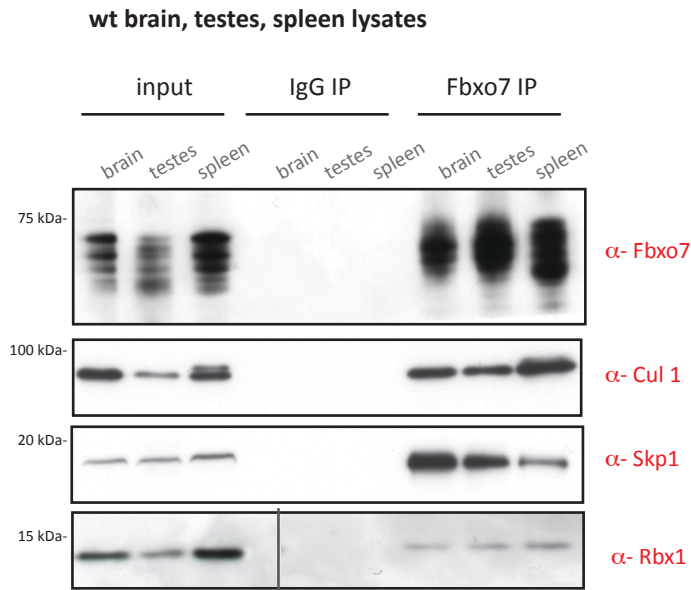 wt brain, testes, spleen lysates
input IgG IP Fbxo7 IP
brain testes spleen brain testes spleen brain testes spleen
75 kDa-
α- Fbxo7
100 kDa-
α- Cul 1
20 kDa-
α- Skp1
15 kDa-
α- Rbx1